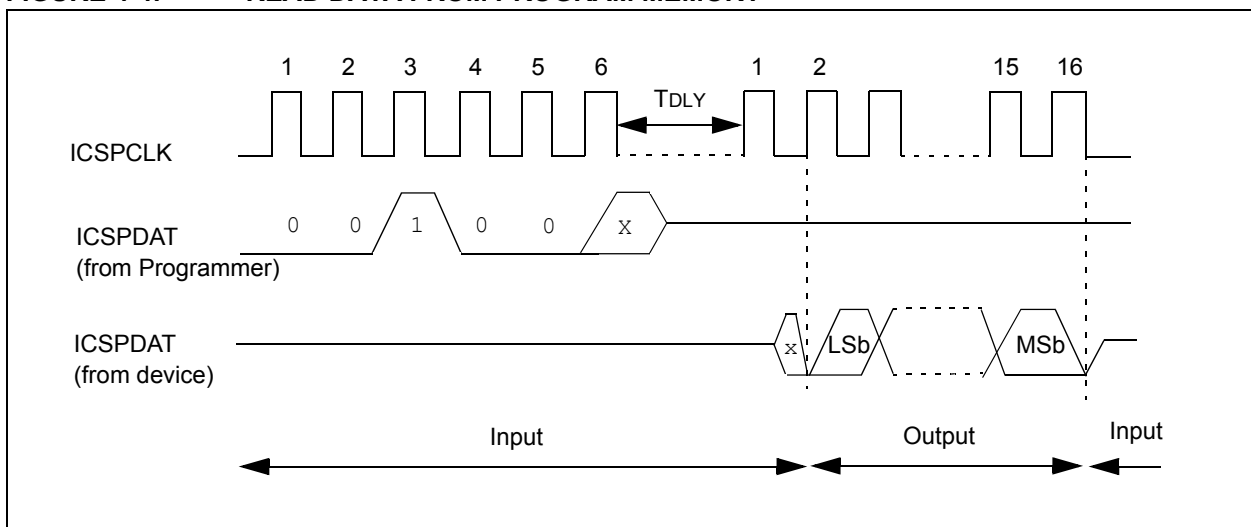 1 2 3 4 5 6 1 2 15 16
TDLY
ICSPCLK
0 0 1 0 0 x
ICSPDAT
(from Programmer)
ICSPDAT
(from device)
x LSb MSb
Input Output Input